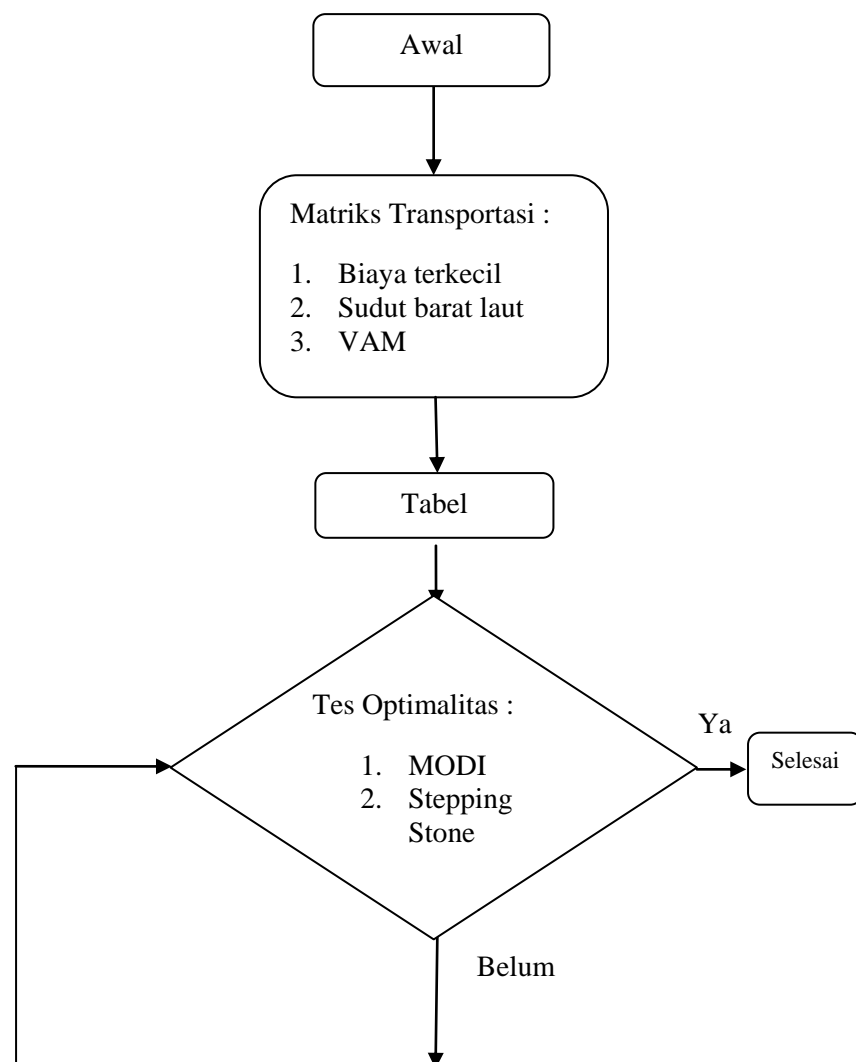 Awal
Matriks Transportasi :
1. Biaya terkecil
2. Sudut barat laut
3. VAM
Tabel
Tes Optimalitas :
1. MODI
2. Stepping
Stone
Ya
Selesai
Belum